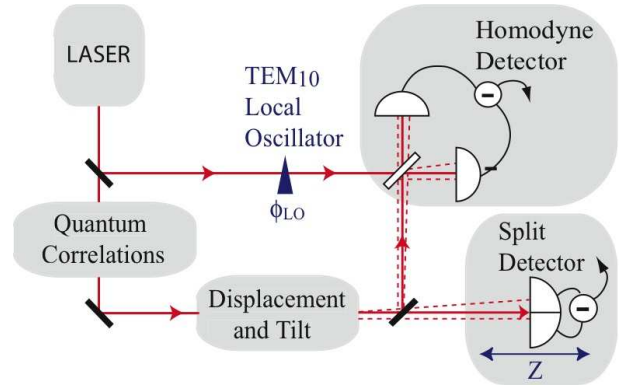 LASER
Homodyne
Detector
TEM10
Local
Oscillator
ϕLO
Quantum
Correlations
Displacement
and Tilt
Split
Detector
Z